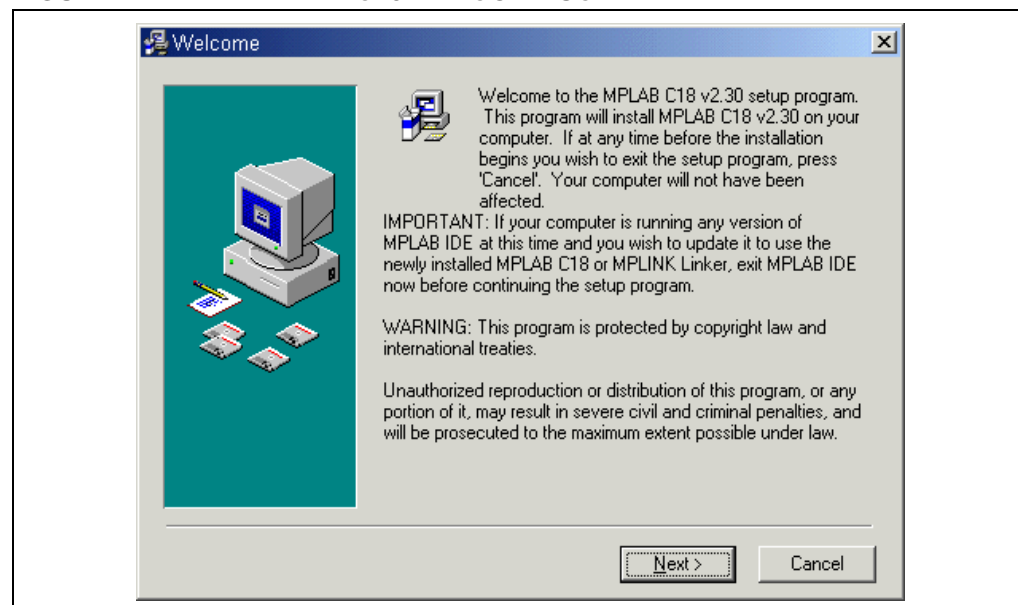 Welcome
Welcome to the MPLAB C18 v2.30 setup program.
This program will install MPLAB C18 v2.30 on your
computer. If at any time before the installation
begins you wish to exit the setup program, press
'Cancel'. Your computer will not have been
affected.
IMPORTANT: If your computer is running any version of
MPLAB IDE at this time and you wish to update it to use the
newly installed MPLAB C18 or MPLINK Linker, exit MPLAB IDE
now before continuing the setup program.
WARNING: This program is protected by copyright law and
international treaties.
Unauthorized reproduction or distribution of this program, or any
portion of it, may result in severe civil and criminal penalties, and
will be prosecuted to the maximum extent possible under law.
Next >
Cancel